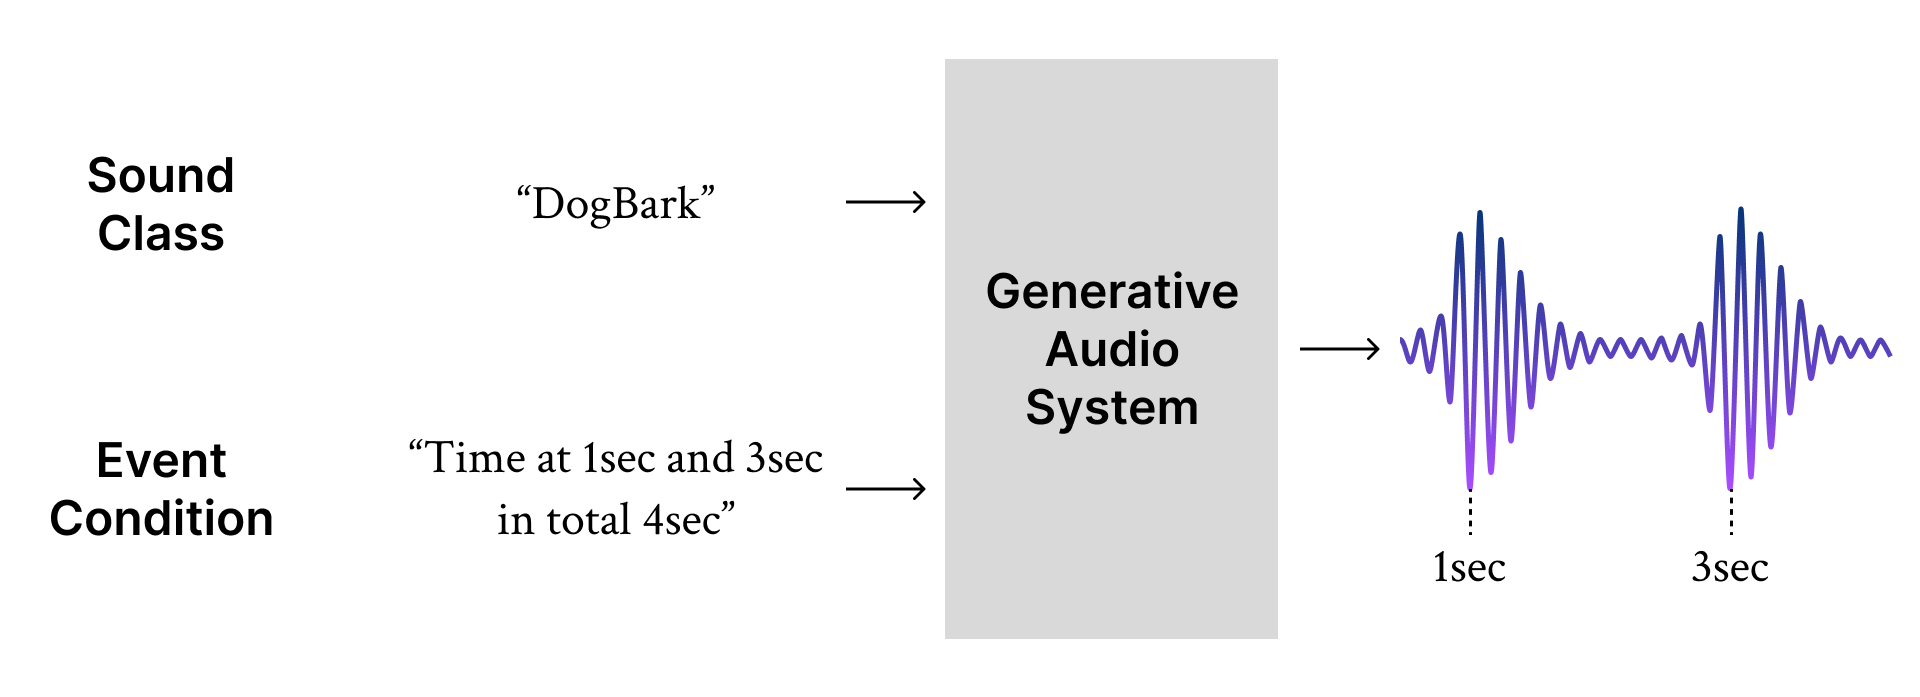 Sound
Class
“DogBark”
Event
Condition
“Time at 1sec and 3sec
in total 4sec”
Generative
Audio
System
1sec
3sec